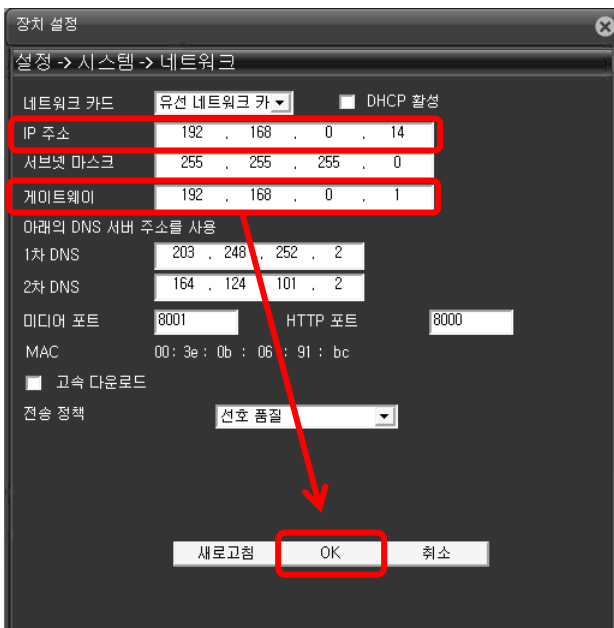 장치 설정
설정 -> 시스템 -> 네트워크
네트워크 카드 유선 네트워크 카 DHCP 활성
IP 주소 192 . 168 . 0 . 14
서브넷 마스크 255 . 255 . 255 . 0
게이트웨이 192 . 168 . 0 . 1
아래의 DNS 서버 주소를 사용
1차 DNS 203 . 248 . 252 . 2
2차 DNS 164 . 124 101 . 2
미디어 포트 8001 HTTP 포트 8000
MAC 00 : 3e : 0b : 06 : 91 : bc
고속 다운로드
전송 정책 선호 품질
새로고침 OK 취소